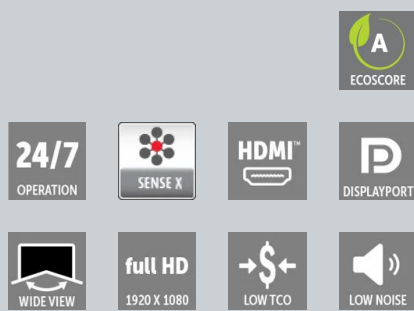 A
ECOSCORE
24/7
OPERATION
SENSE X
HDMI™
DISPLAYPORT
WIDE VIEW
full HD
1920 X 1080
$
LOW TCO
LOW NOISE